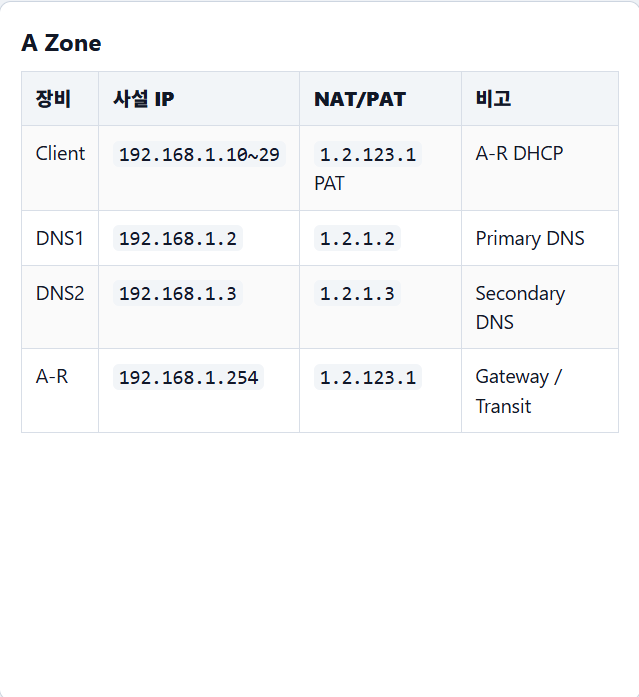 A Zone
장비 사설 IP NAT/PAT 비고
Client 192.168.1.10~29 1.2.123.1 PAT A-R DHCP
DNS1 192.168.1.2 1.2.1.2 Primary DNS
DNS2 192.168.1.3 1.2.1.3 Secondary DNS
A-R 192.168.1.254 1.2.123.1 Gateway / Transit